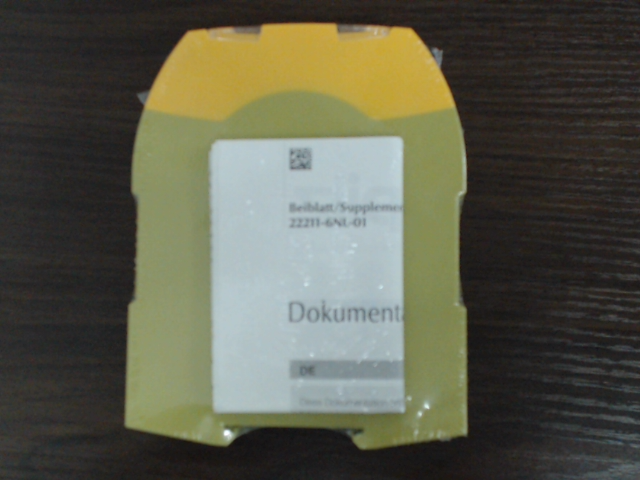 Beiblatt/Supplemen
22211-6NL-01
Dokumenta
DE